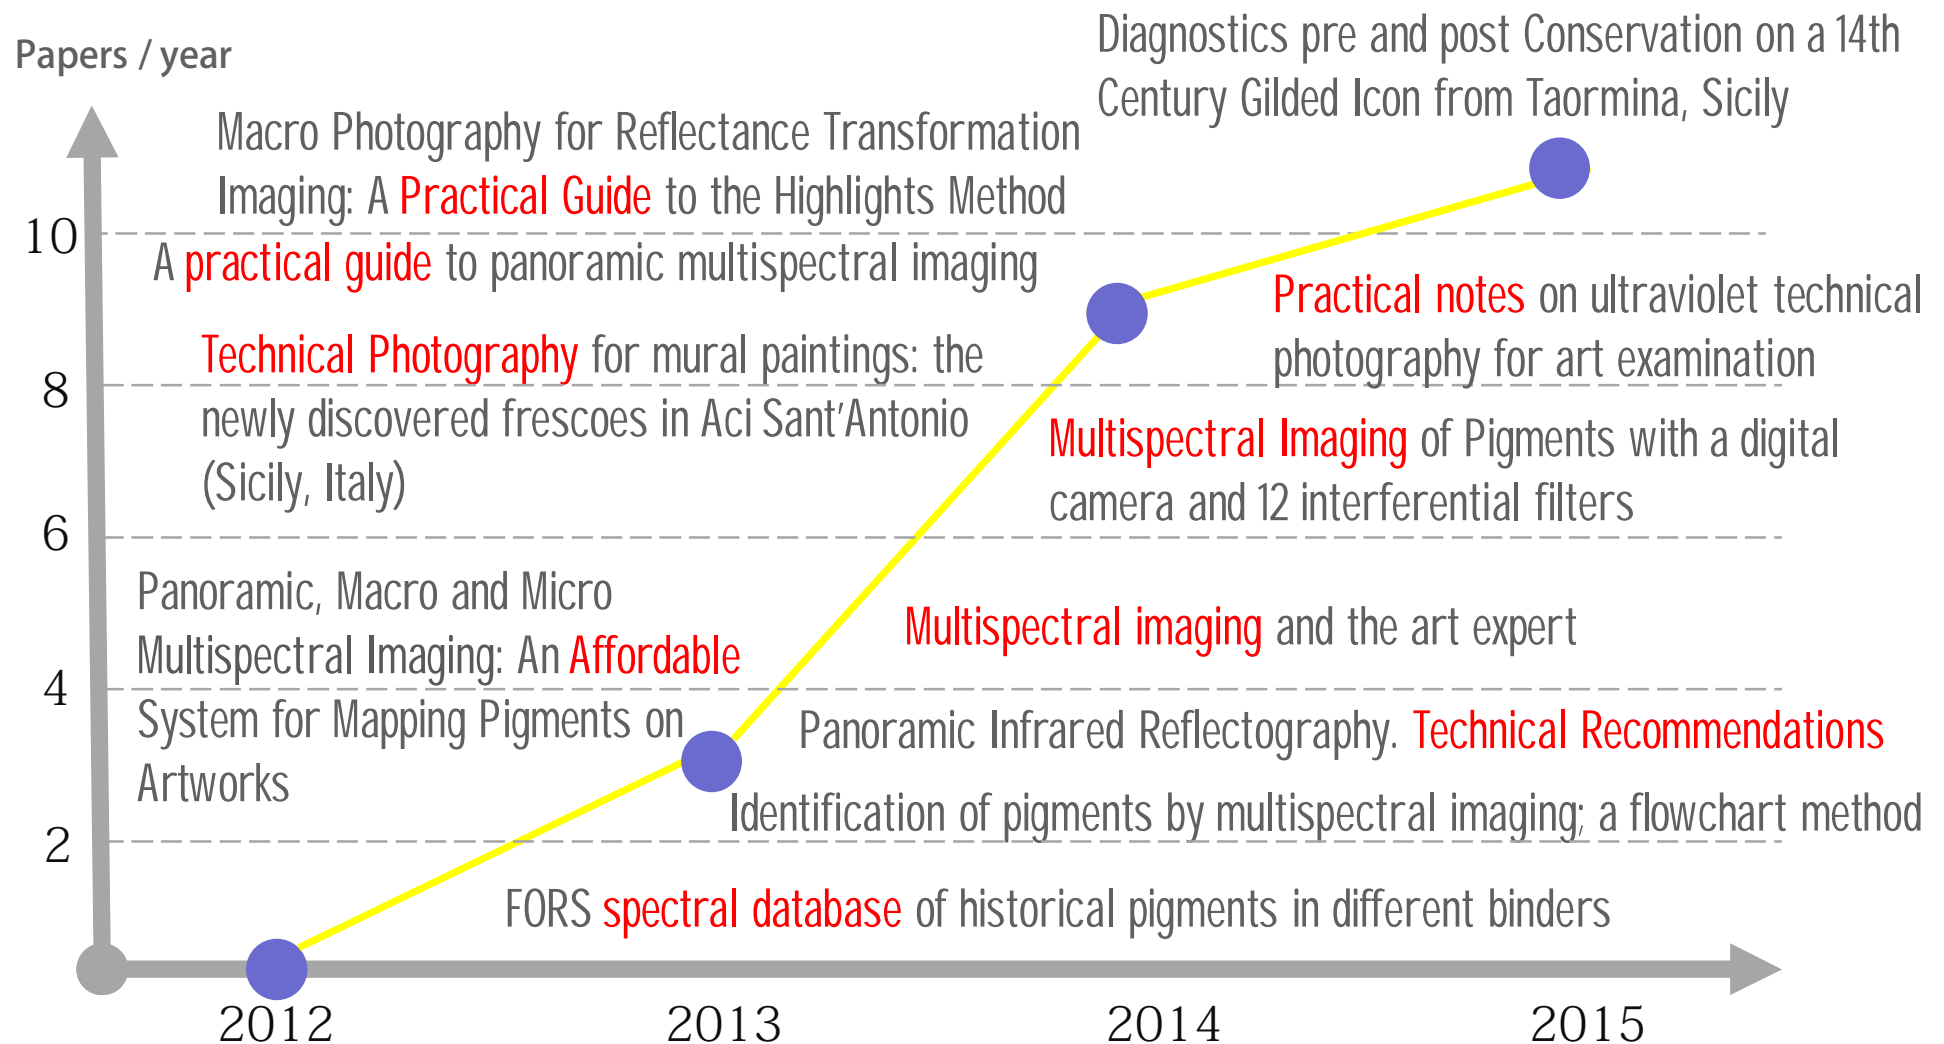 Papers / year
Diagnostics pre and post Conservation on a 14th
Century Gilded Icon from Taormina, Sicily
Macro Photography for Reflectance Transformation
Imaging: A Practical Guide to the Highlights Method
10
A practical guide to panoramic multispectral imaging
Practical notes on ultraviolet technical
photography for art examination
Technical Photography for mural paintings: the
newly discovered frescoes in Aci Sant'Antonio
(Sicily, Italy)
8
Multispectral Imaging of Pigments with a digital
camera and 12 interferential filters
6
Panoramic, Macro and Micro
Multispectral Imaging: An Affordable
System for Mapping Pigments on
Artworks
Multispectral imaging and the art expert
4
Panoramic Infrared Reflectography. Technical Recommendations
Identification of pigments by multispectral imaging; a flowchart method
2
FORS spectral database of historical pigments in different binders
2012
2013
2014
2015